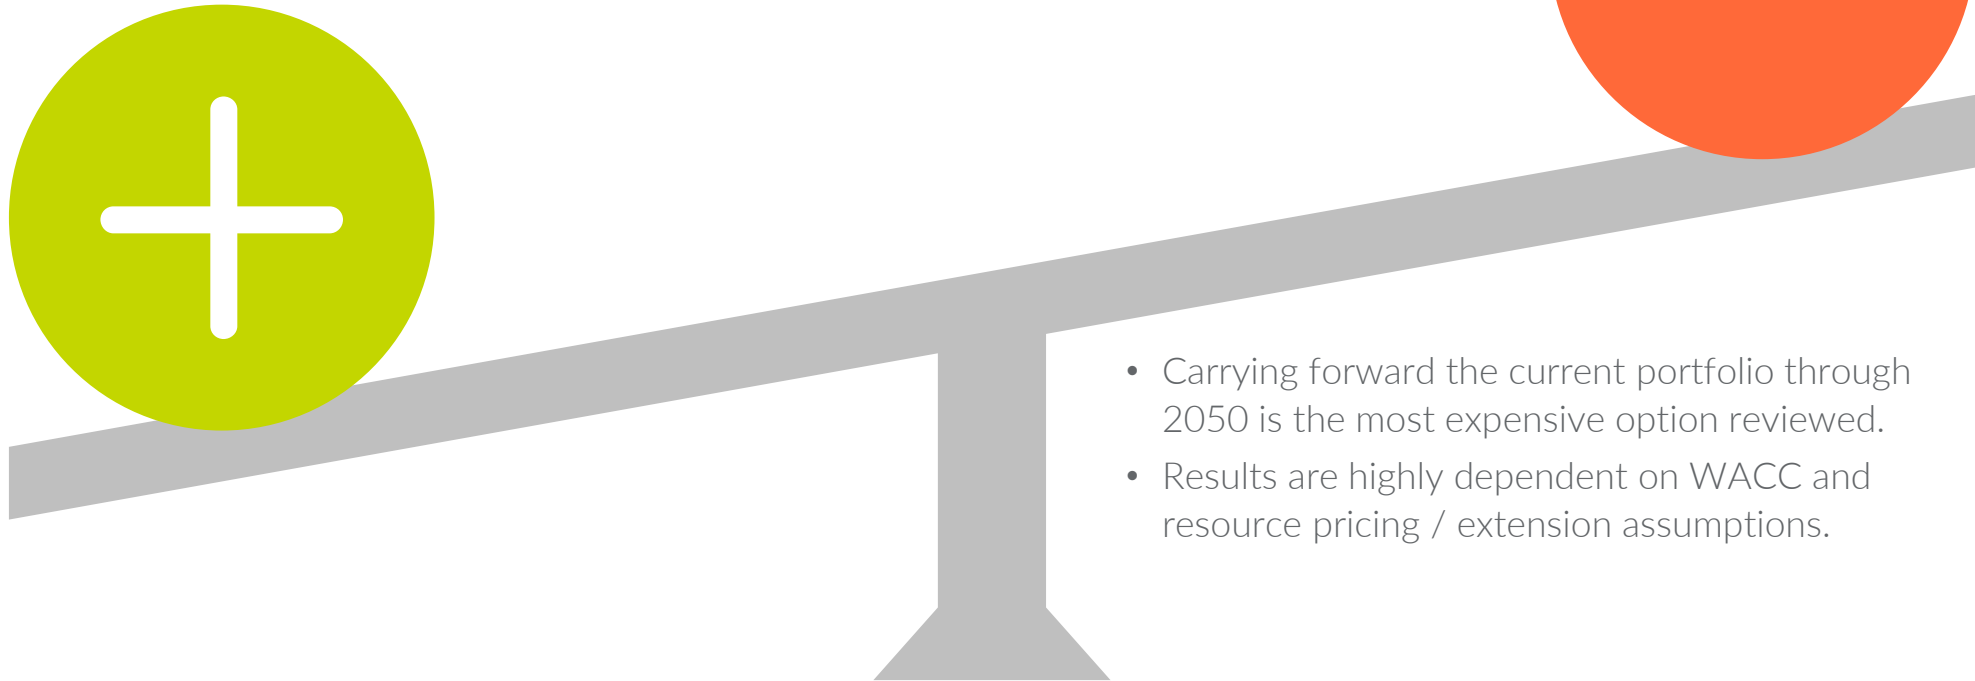 • Carrying forward the current portfolio through
2050 is the most expensive option reviewed.
• Results are highly dependent on WACC and
resource pricing / extension assumptions.